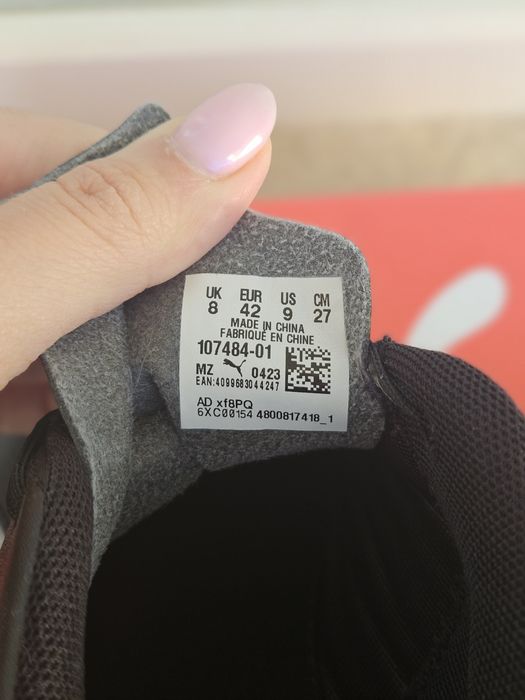 UK EUR US CM
8 42 9 27
MADE IN CHINA
FABRIQUÉ EN CHINE
107484-01
MZ 0423
EAN:4099683044247
AD xf8PQ
6XC00154 4800817418_1